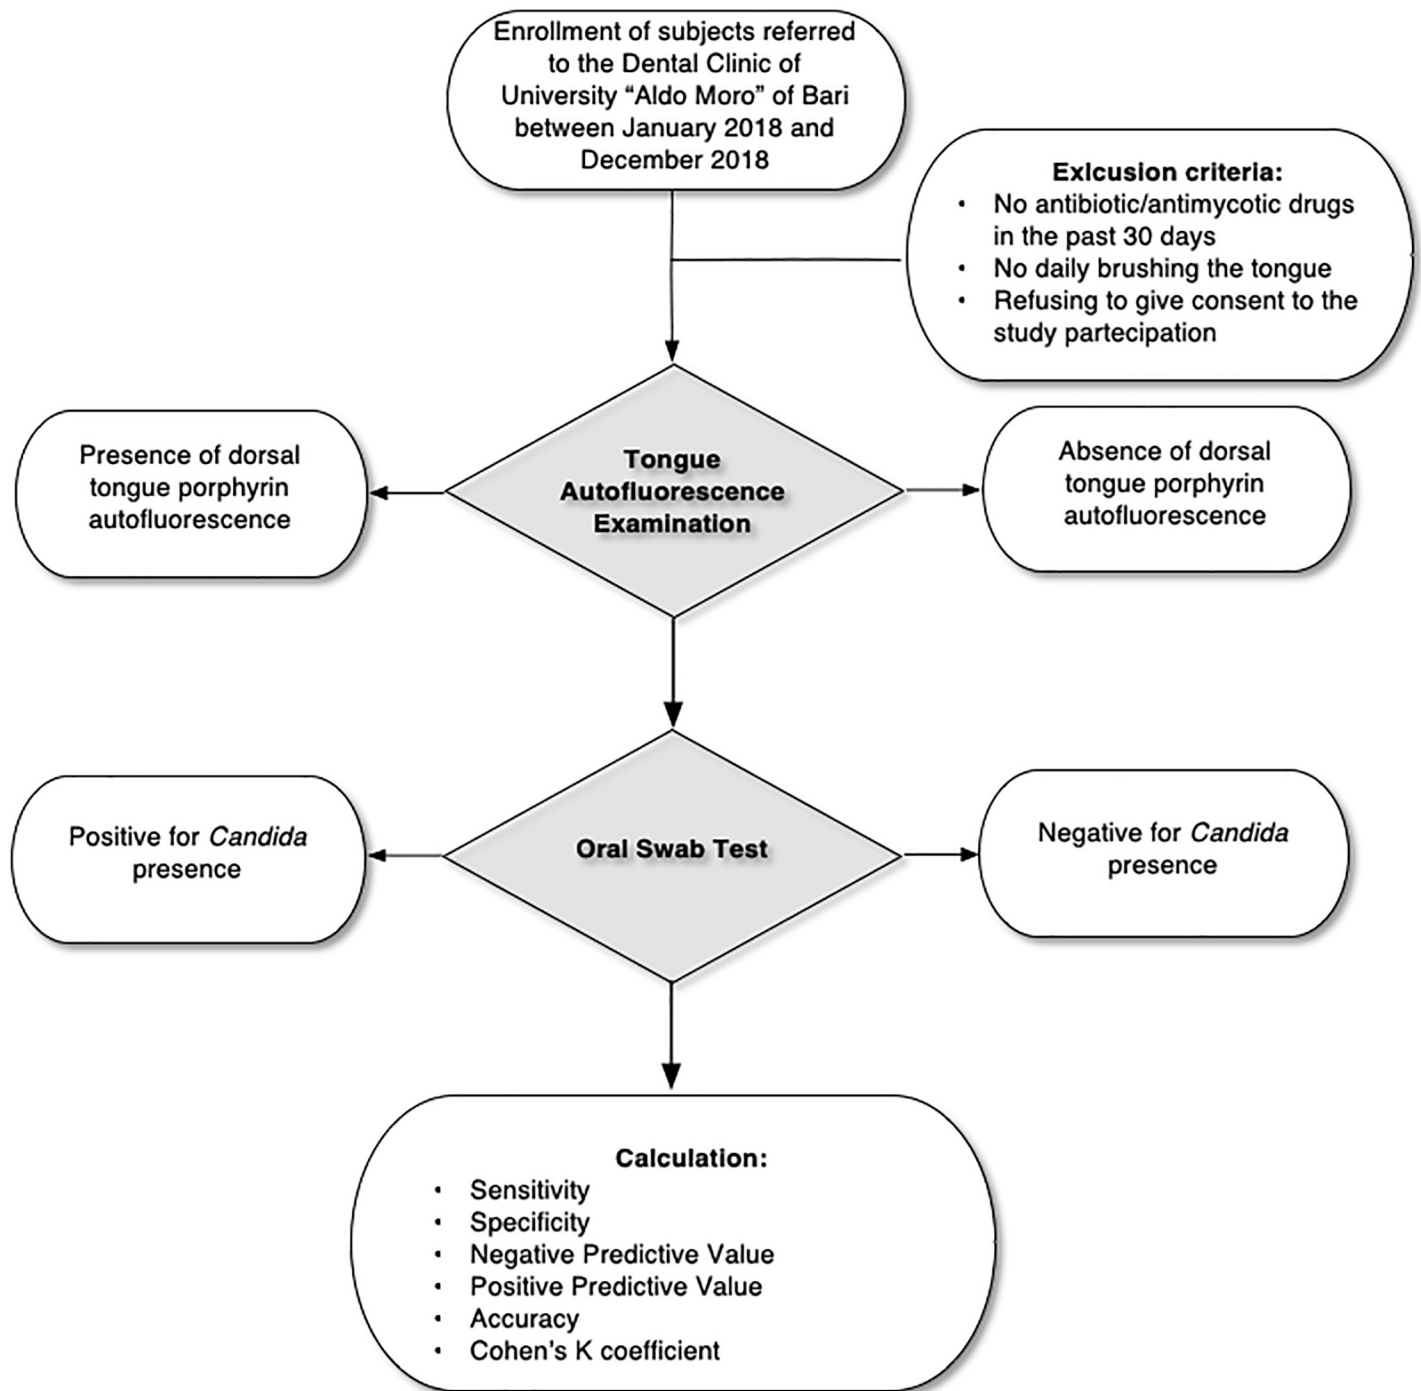 Enrollment of subjects referred
to the Dental Clinic of
University “Aldo Moro” of Bari
between January 2018 and
December 2018
Exlcusion criteria:
• No antibiotic/antimycotic drugs
in the past 30 days
• No daily brushing the tongue
• Refusing to give consent to the
study partecipation
Presence of dorsal
tongue porphyrin
autofluorescence
Tongue
Autofluorescence
Examination
Absence of dorsal
tongue porphyrin
autofluorescence
Positive for Candida
presence
Oral Swab Test
Negative for Candida
presence
Calculation:
• Sensitivity
• Specificity
• Negative Predictive Value
• Positive Predictive Value
• Accuracy
• Cohen’s K coefficient